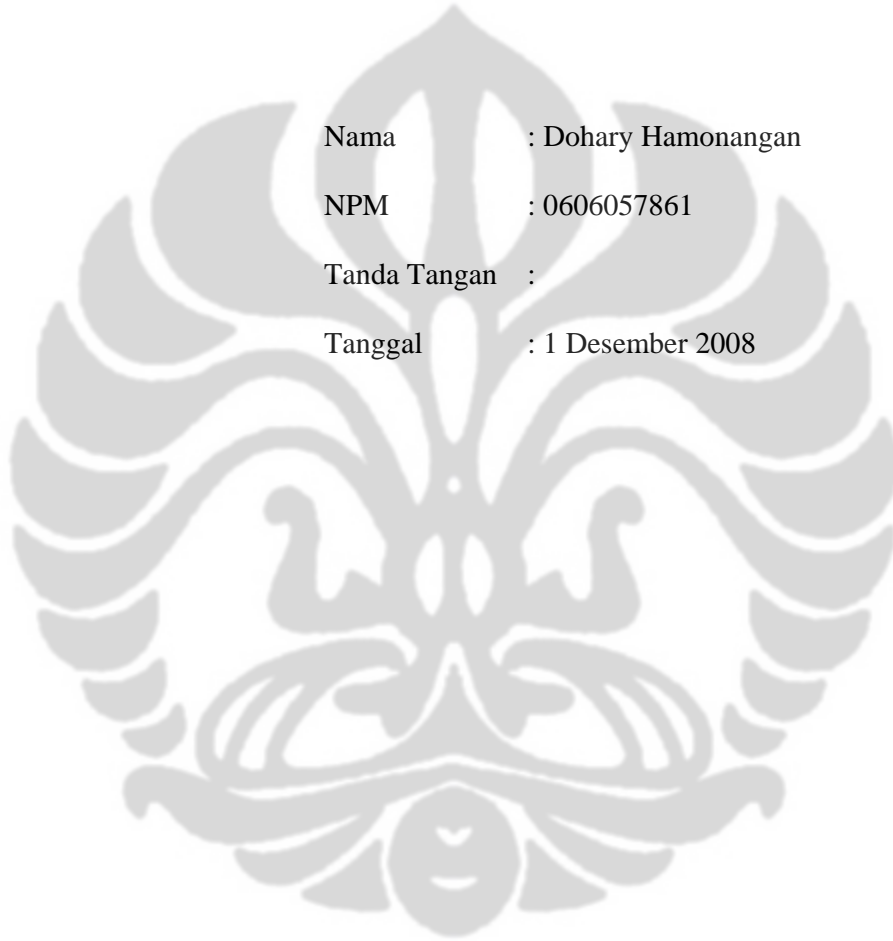 Nama : Dohary Hamonangan
NPM : 0606057861
Tanda Tangan :
Tanggal : 1 Desember 2008